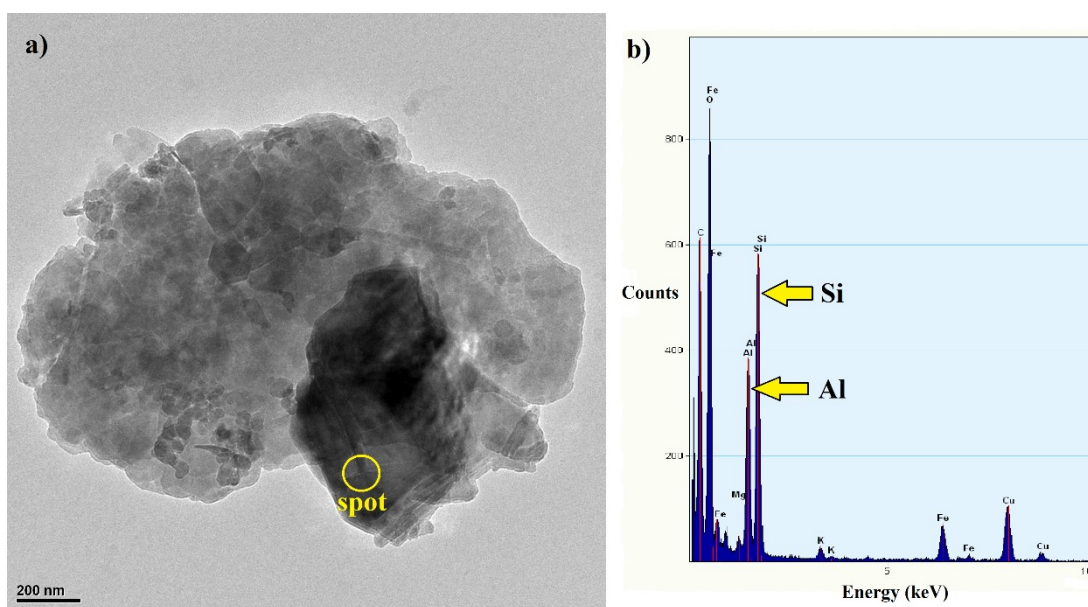 a)
spot
200 nm
b)
Fe
O
800
C
600
Fe
Si
Si
Counts
Si
400
Al
Al
Al
200
Mg
Fe
K
K
Fe
Fe
Cu
Cu
5
10
Energy (keV)